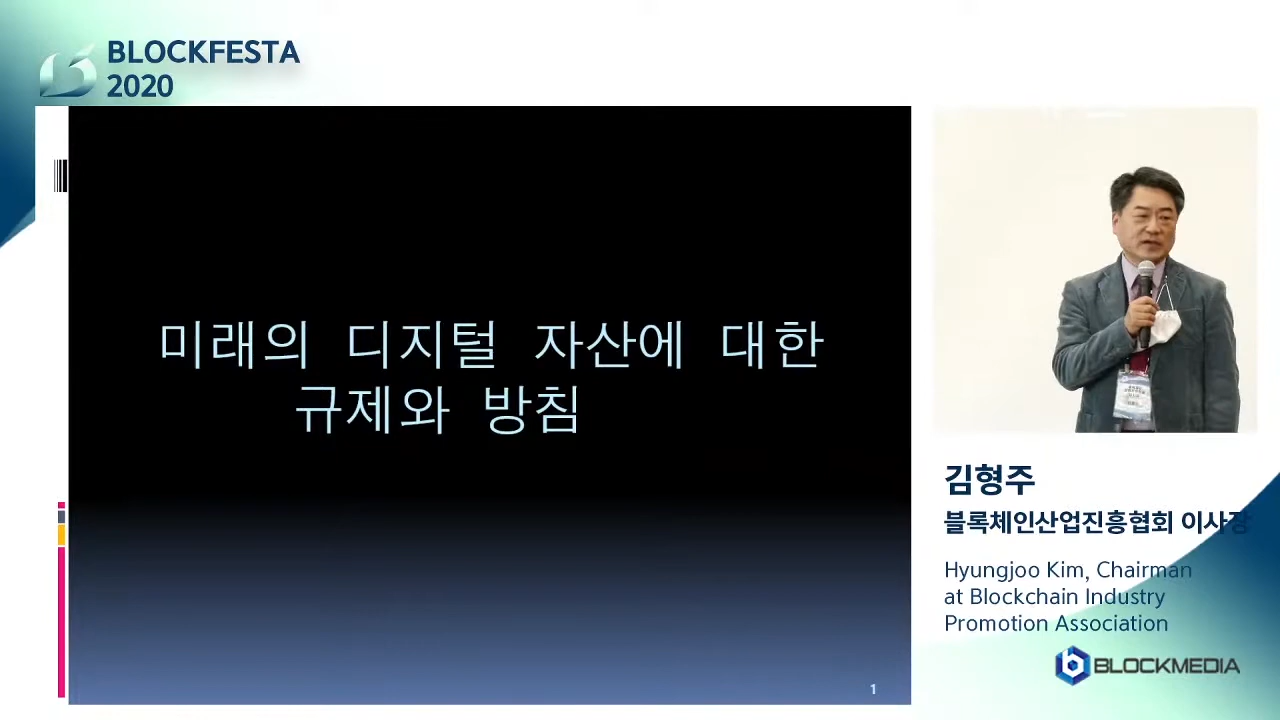 BLOCKFESTA
2020
미래의 디지털 자산에 대한
규제와 방침
1
김형주
블록체인산업진흥협회 이사장
Hyungjoo Kim, Chairman
at Blockchain Industry
Promotion Association
BLOCKMEDIA